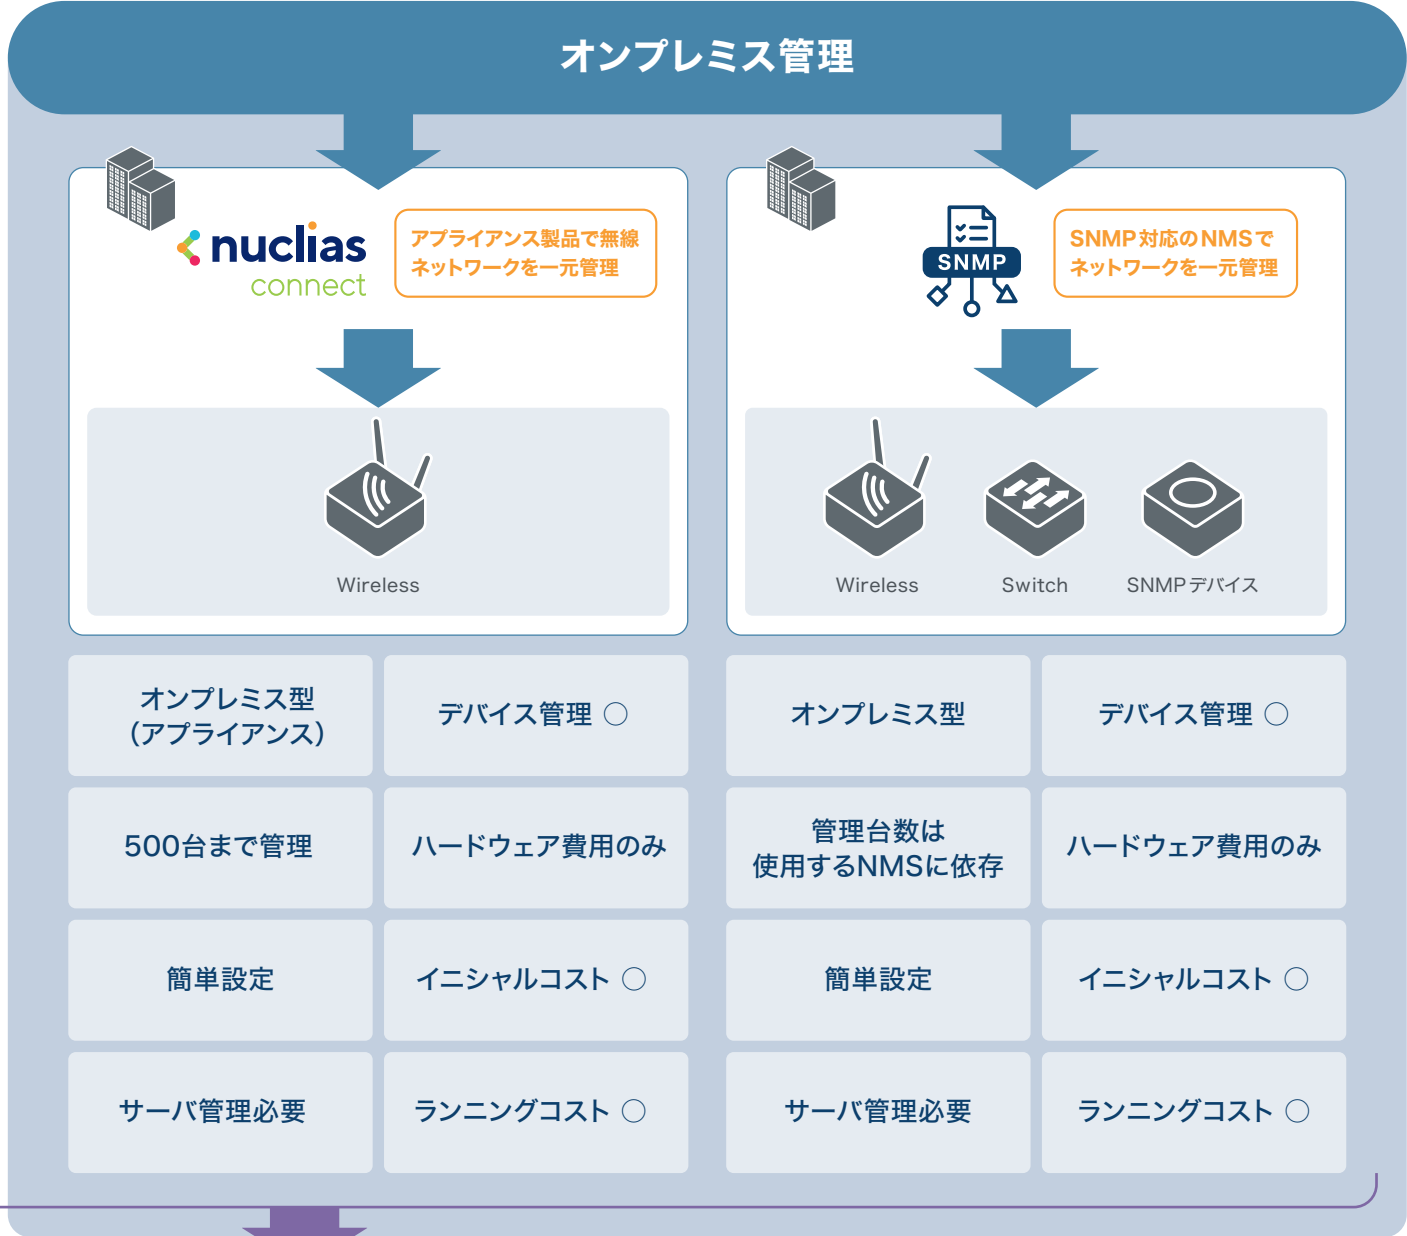 オンプレミス管理
nuclias
connect
アプライアンス製品で無線
ネットワークを一元管理
Wireless
SNMP
SNMP対応のNMSで
ネットワークを一元管理
Wireless
Switch
SNMPデバイス
オンプレミス型
（アプライアンス）
デバイス管理 ○
500台まで管理
ハードウェア費用のみ
簡単設定
イニシャルコスト ○
サーバ管理必要
ランニングコスト ○
オンプレミス型
デバイス管理 ○
管理台数は
使用するNMSに依存
ハードウェア費用のみ
簡単設定
イニシャルコスト ○
サーバ管理必要
ランニングコスト ○